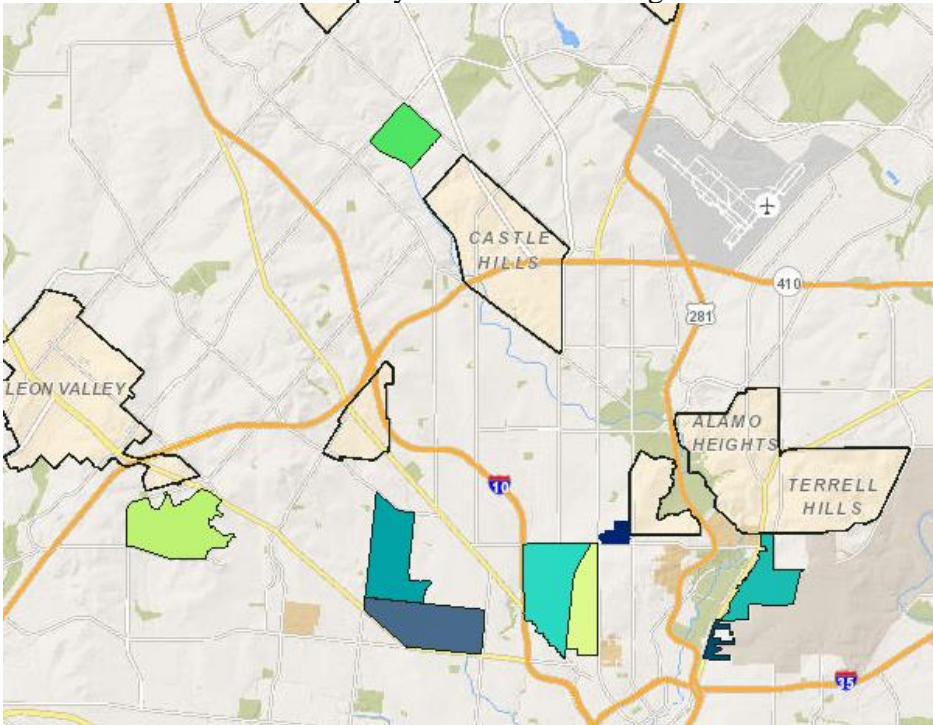 CASTLE
HILLS
410
281
LEON VALLEY
ALAMO
HEIGHTS
10
TERRELL
HILLS
35